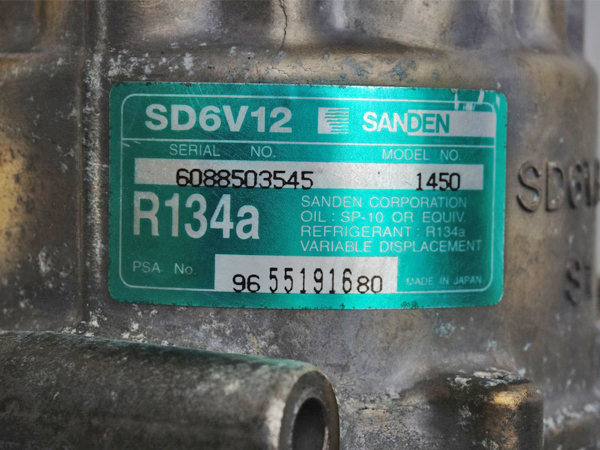 SD6V12 SANDEN
SERIAL NO. MODEL NO.
6088503545 1450
R134a
SANDEN CORPORATION
OIL : SP-10 OR EQUIV.
REFRIGERANT : R134a
VARIABLE DISPLACEMENT
PSA No. 96 551916 80 MADE IN JAPAN
SD6V